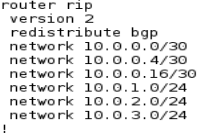 router rip
version 2
redistribute bgp
network 10.0.0.0/30
network 10.0.0.4/30
network 10.0.0.16/30
network 10.0.1.0/24
network 10.0.2.0/24
network 10.0.3.0/24
!